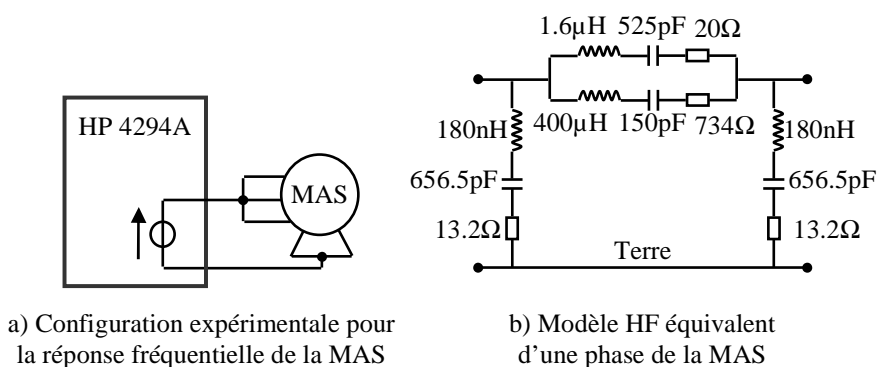 1.6µH 525pF 20Ω
HP 4294A
MAS
180nH
400µH 150pF 734Ω
180nH
656.5pF
656.5pF
13.2Ω
13.2Ω
Terre
a) Configuration expérimentale pour
la réponse fréquentielle de la MAS
b) Modèle HF équivalent
d’une phase de la MAS